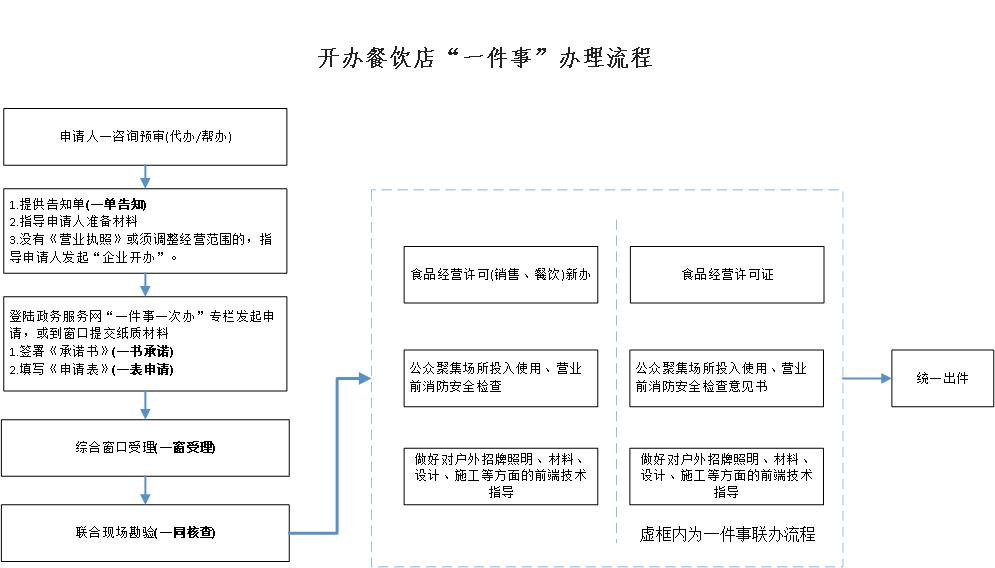 开办餐饮店“一件事”办理流程
申请人一咨询预审(代办/帮办)
1.提供告知单(一单告知)
2.指导申请人准备材料
3.没有《营业执照》或须调整经营范围的，指
导申请人发起“企业开办”。
登陆政务服务网“一件事一次办”专栏发起申
请，或到窗口提交纸质材料
1.签署《承诺书》(一书承诺)
2.填写《申请表》(一表申请)
综合窗口受理(一窗受理)
联合现场勘验(一同核查)
食品经营许可(销售、餐饮)新办
公众聚集场所投入使用、营业
前消防安全检查
做好对户外招牌照明、材料、
设计、施工等方面的前端技术
指导
食品经营许可证
公众聚集场所投入使用、营业
前消防安全检查意见书
做好对户外招牌照明、材料、
设计、施工等方面的前端技术
指导
虚框内为一件事联办流程
统一出件